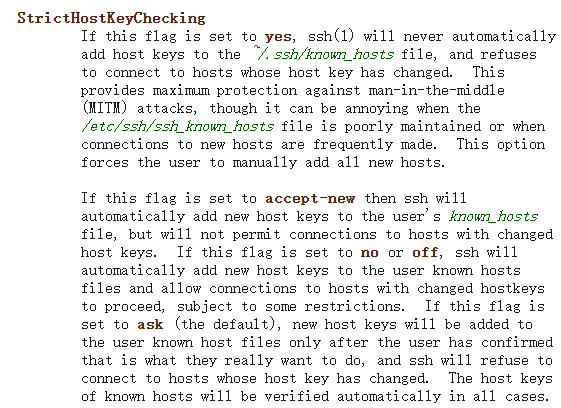 StrictHostKeyChecking
If this flag is set to yes, ssh(1) will never automatically
add host keys to the ~/.ssh/known_hosts file, and refuses
to connect to hosts whose host key has changed. This
provides maximum protection against man-in-the-middle
(MITM) attacks, though it can be annoying when the
/etc/ssh/ssh_known_hosts file is poorly maintained or when
connections to new hosts are frequently made. This option
forces the user to manually add all new hosts.

If this flag is set to accept-new then ssh will
automatically add new host keys to the user's known_hosts
file, but will not permit connections to hosts with changed
host keys. If this flag is set to no or off, ssh will
automatically add new host keys to the user known hosts
files and allow connections to hosts with changed hostkeys
to proceed, subject to some restrictions. If this flag is
set to ask (the default), new host keys will be added to
the user known host files only after the user has confirmed
that is what they really want to do, and ssh will refuse to
connect to hosts whose host key has changed. The host keys
of known hosts will be verified automatically in all cases.